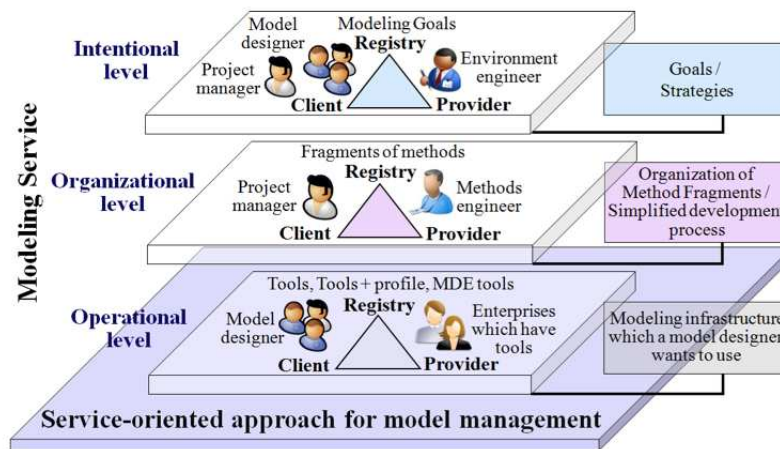 Modeling Service
Intentional
level
Model
designer
Project
manager
Modeling Goals
Registry
Client
Provider
Environment
engineer
Goals /
Strategies
Organizational
level
Fragments of methods
Registry
Project
manager
Methods
engineer
Client
Provider
Organization of
Method Fragments /
Simplified development
process
Operational
level
Tools, Tools + profile, MDE tools
Registry
Model
designer
Enterprises
which have
tools
Client
Provider
Modeling infrastructure
which a model designer
wants to use
Service-oriented approach for model management